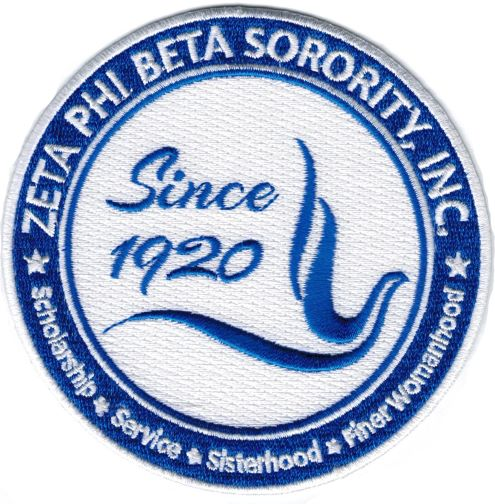 ZETA PHI BETA SORORITY, INC.
Since
1920
Scholarship ★ Service ★ Sisterhood ★ Finer Womanhood